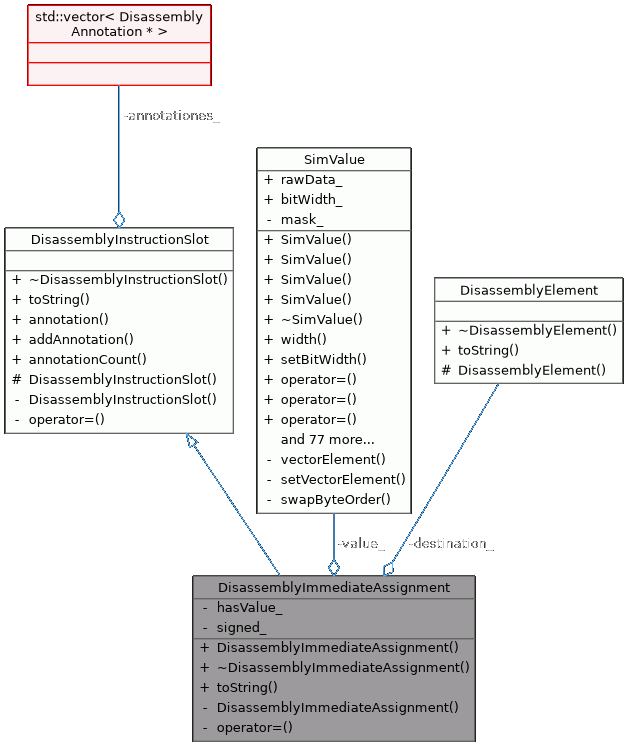 std::vector< Disassembly
Annotation * >
-annotationes_
SimValue
+ rawData_
+ bitWidth_
- mask_
+ SimValue()
+ SimValue()
+ SimValue()
+ SimValue()
+ ~SimValue()
+ width()
+ setBitWidth()
+ operator=()
+ operator=()
+ operator=()
and 77 more...
- vectorElement()
- setVectorElement()
- swapByteOrder()
DisassemblyInstructionSlot
+ ~DisassemblyInstructionSlot()
+ toString()
+ annotation()
+ addAnnotation()
+ annotationCount()
# DisassemblyInstructionSlot()
- DisassemblyInstructionSlot()
- operator=()
DisassemblyElement
+ ~DisassemblyElement()
+ toString()
# DisassemblyElement()
-value_
-destination_
DisassemblyImmediateAssignment
- hasValue_
- signed_
+ DisassemblyImmediateAssignment()
+ ~DisassemblyImmediateAssignment()
+ toString()
- DisassemblyImmediateAssignment()
- operator=()